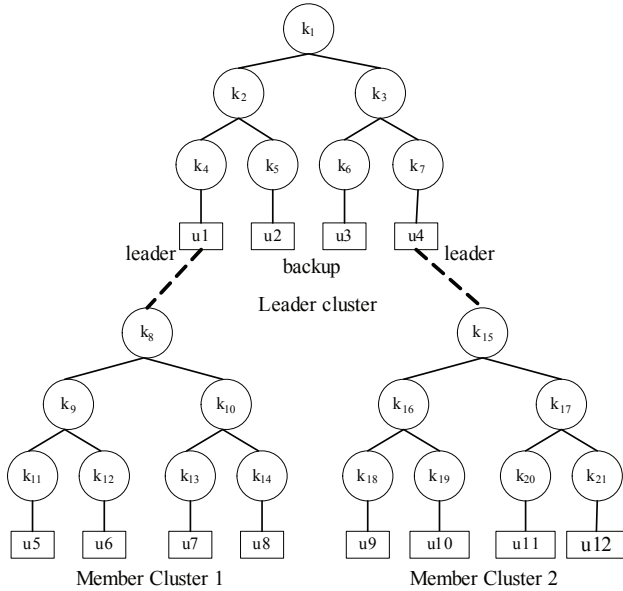 k1
k2 k3
k4 k5 k6 k7
u1 u2 u3 u4
leader backup leader
Leader cluster
k8 k15
k9 k10 k16 k17
k11 k12 k13 k14 k18 k19 k20 k21
u5 u6 u7 u8 u9 u10 u11 u12
Member Cluster 1 Member Cluster 2